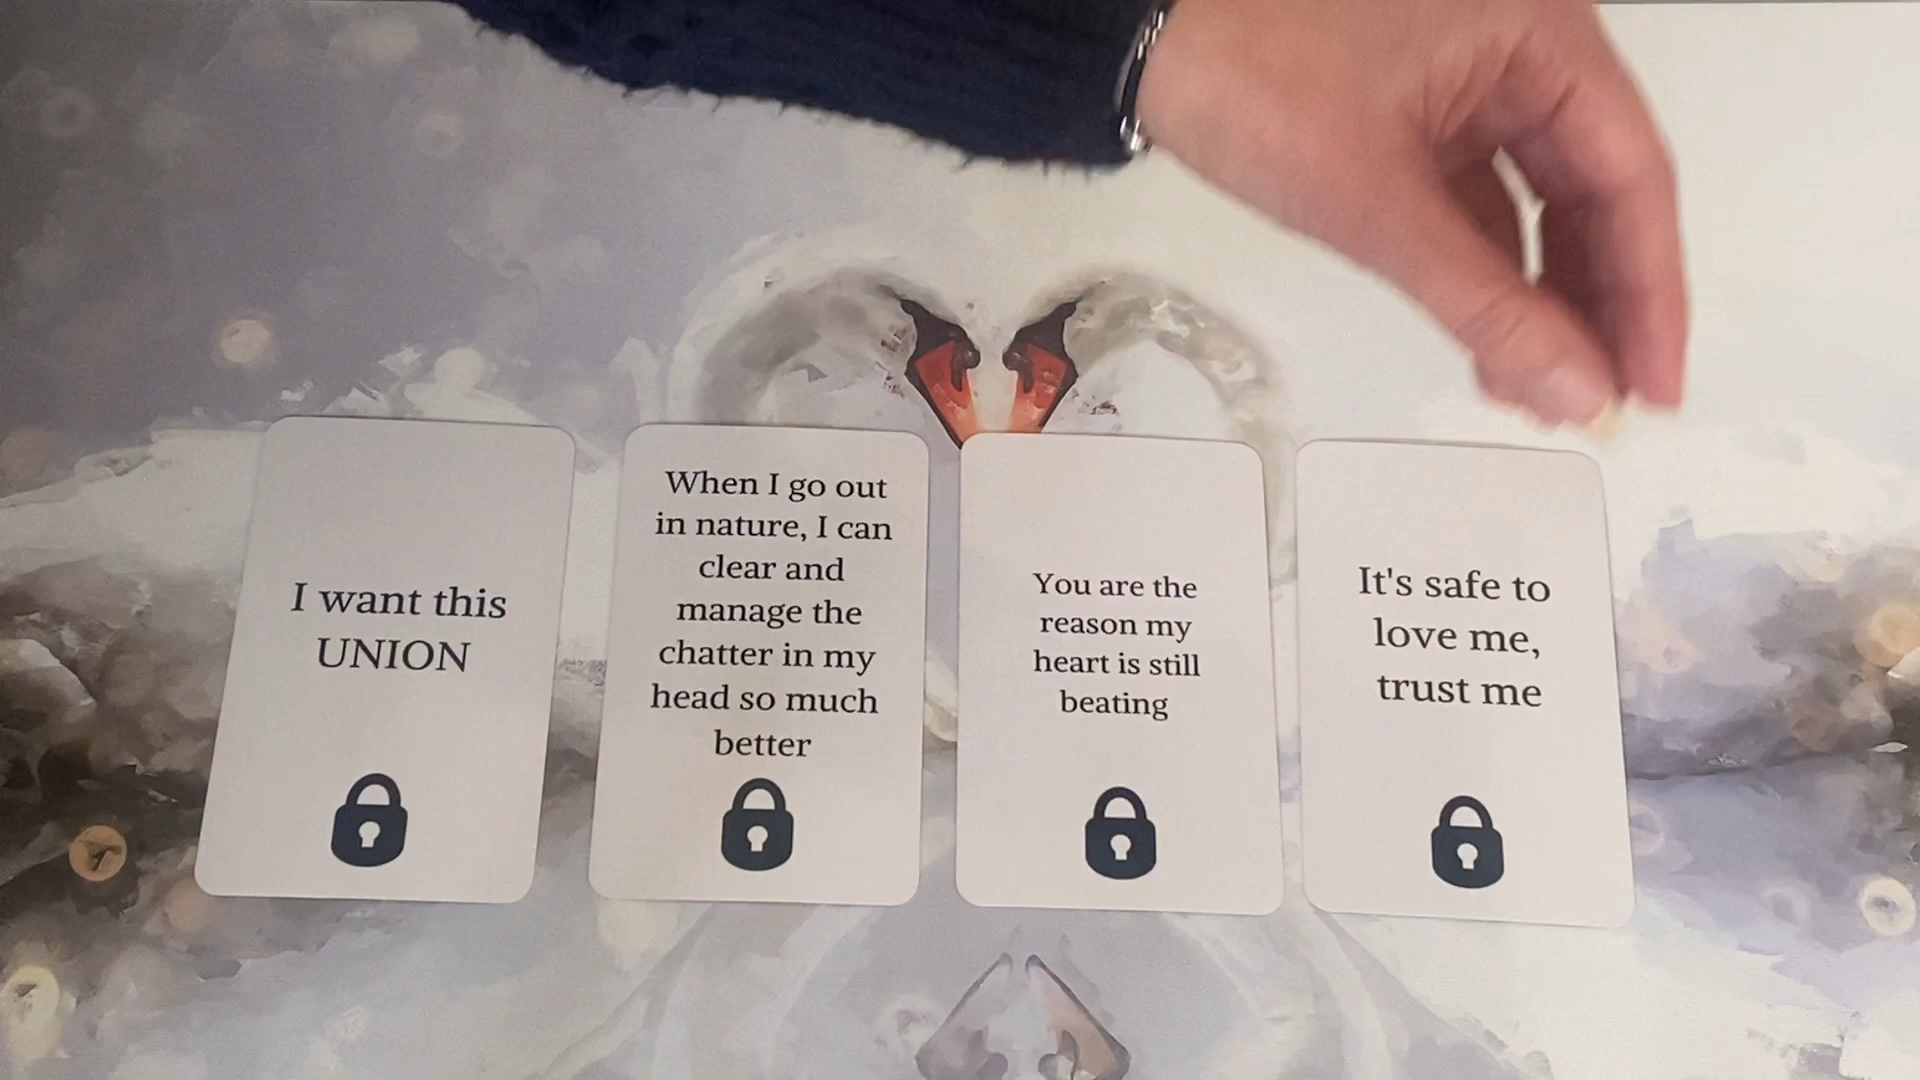 I want this
UNION
When I go out
in nature, I can
clear and
manage the
chatter in my
head so much
better
You are the
reason my
heart is still
beating
It's safe to
love me,
trust me